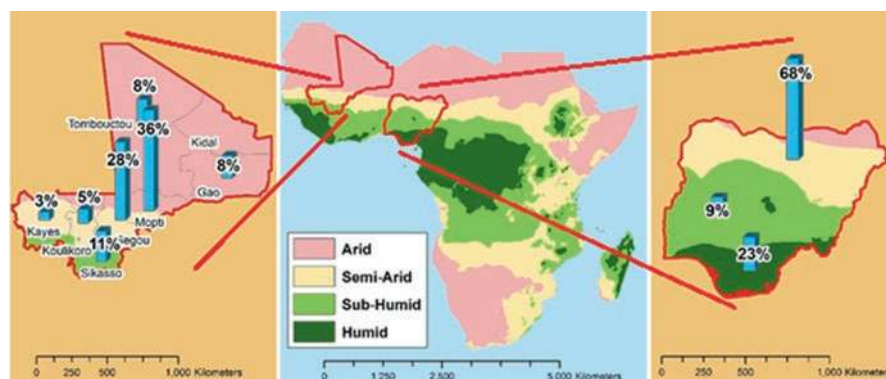 8%
Tombouctou
36%
Kidal
28%
8%
Gao
3%
5%
Mopti
Kayes
Segou
Koulikoro
11%
Sikasso
0 250 500 1,000 Kilometers
Arid
Semi-Arid
Sub-Humid
Humid
0 1 250 2,500 5,000 Kilometers
68%
9%
23%
0 250 500 1,000 Kilometers